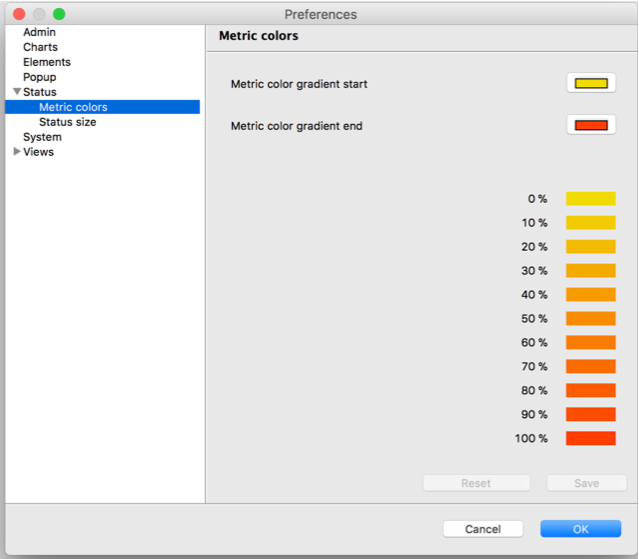 Preferences
Admin
Charts
Elements
Popup
Status
Metric colors
Status size
System
Views
Metric colors
Metric color gradient start
Metric color gradient end
0 %
10 %
20 %
30 %
40 %
50 %
60 %
70 %
80 %
90 %
100 %
Reset Save
Cancel OK